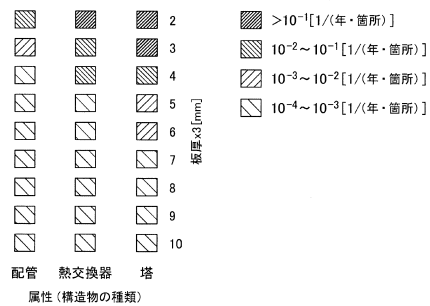 2
3
4
5
6
7
8
9
10
板厚x3[mm]
配管 熱交換器 塔
属性(構造物の種類)
>10⁻¹[1/(年・箇所)]
10⁻²~10⁻¹[1/(年・箇所)]
10⁻³~10⁻²[1/(年・箇所)]
10⁻⁴~10⁻³[1/(年・箇所)]